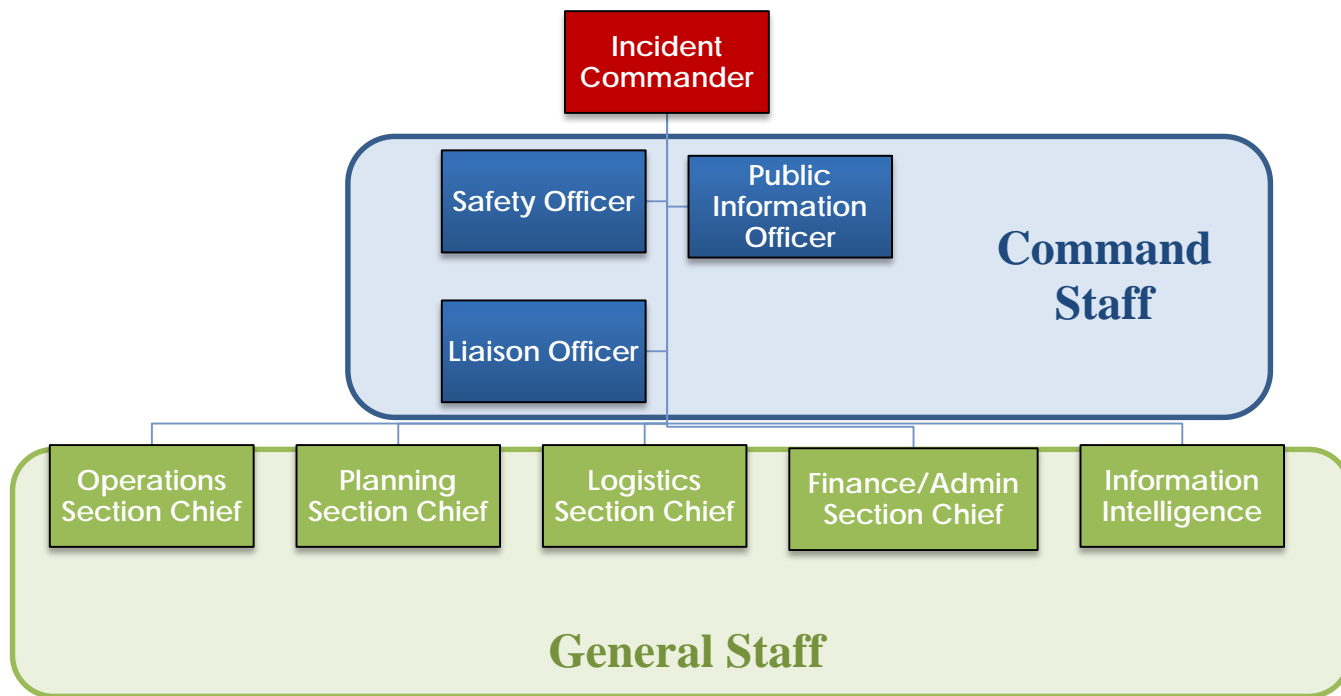 Incident
Commander
Safety Officer
Public
Information
Officer
Command
Staff
Liaison Officer
Operations
Section Chief
Planning
Section Chief
Logistics
Section Chief
Finance/Admin
Section Chief
Information
Intelligence
General Staff